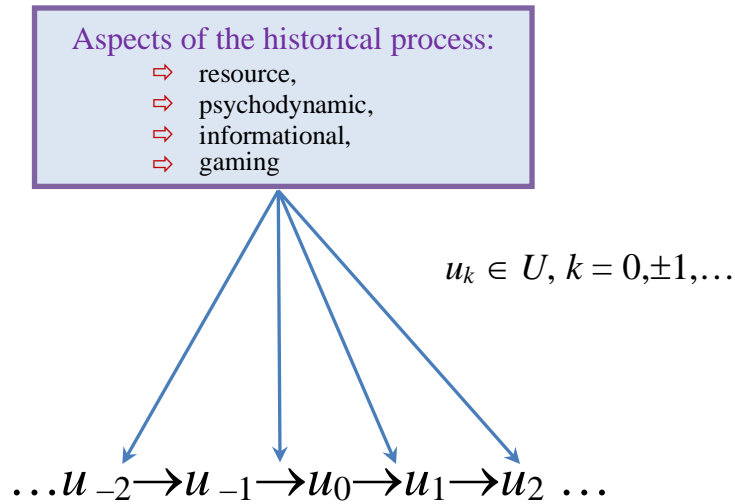 Aspects of the historical process:
⇨ resource,
⇨ psychodynamic,
⇨ informational,
⇨ gaming
uₖ ∈ U, k = 0,±1,…
…u ₋₂→u ₋₁→u₀→u₁→u₂ …